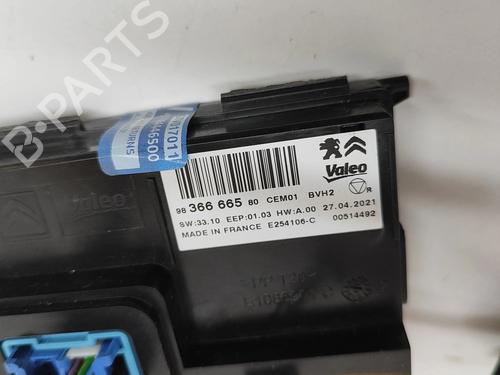 B-PARTS
Valeo
98 366 665 80 CEM01 BVH2
R
SW:33.10 EEP:01.03 HW:A.00 27.04.2021
MADE IN FRANCE E254106-C 00514492